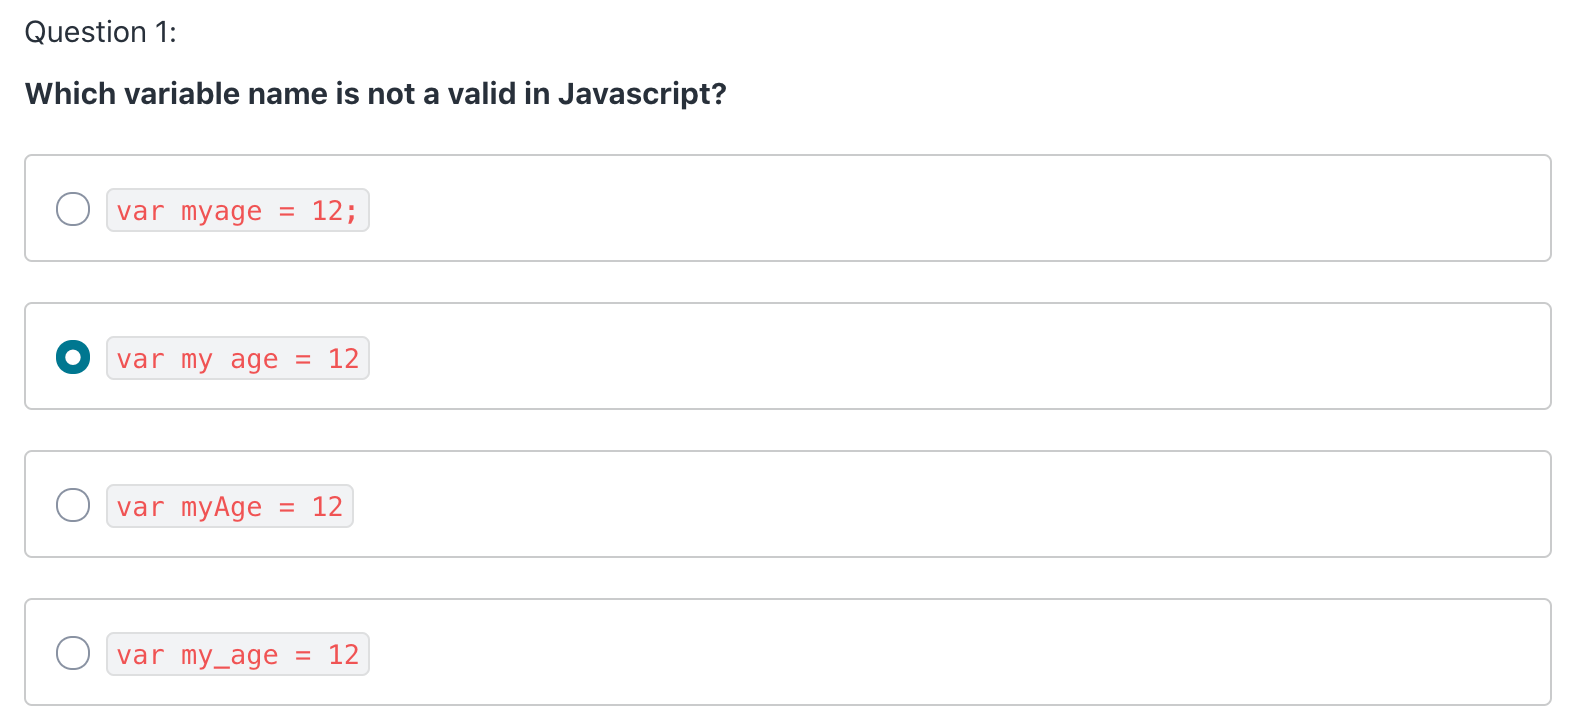 Question 1:
Which variable name is not a valid in Javascript?
var myage = 12;
var my age = 12
var myAge = 12
var my_age = 12